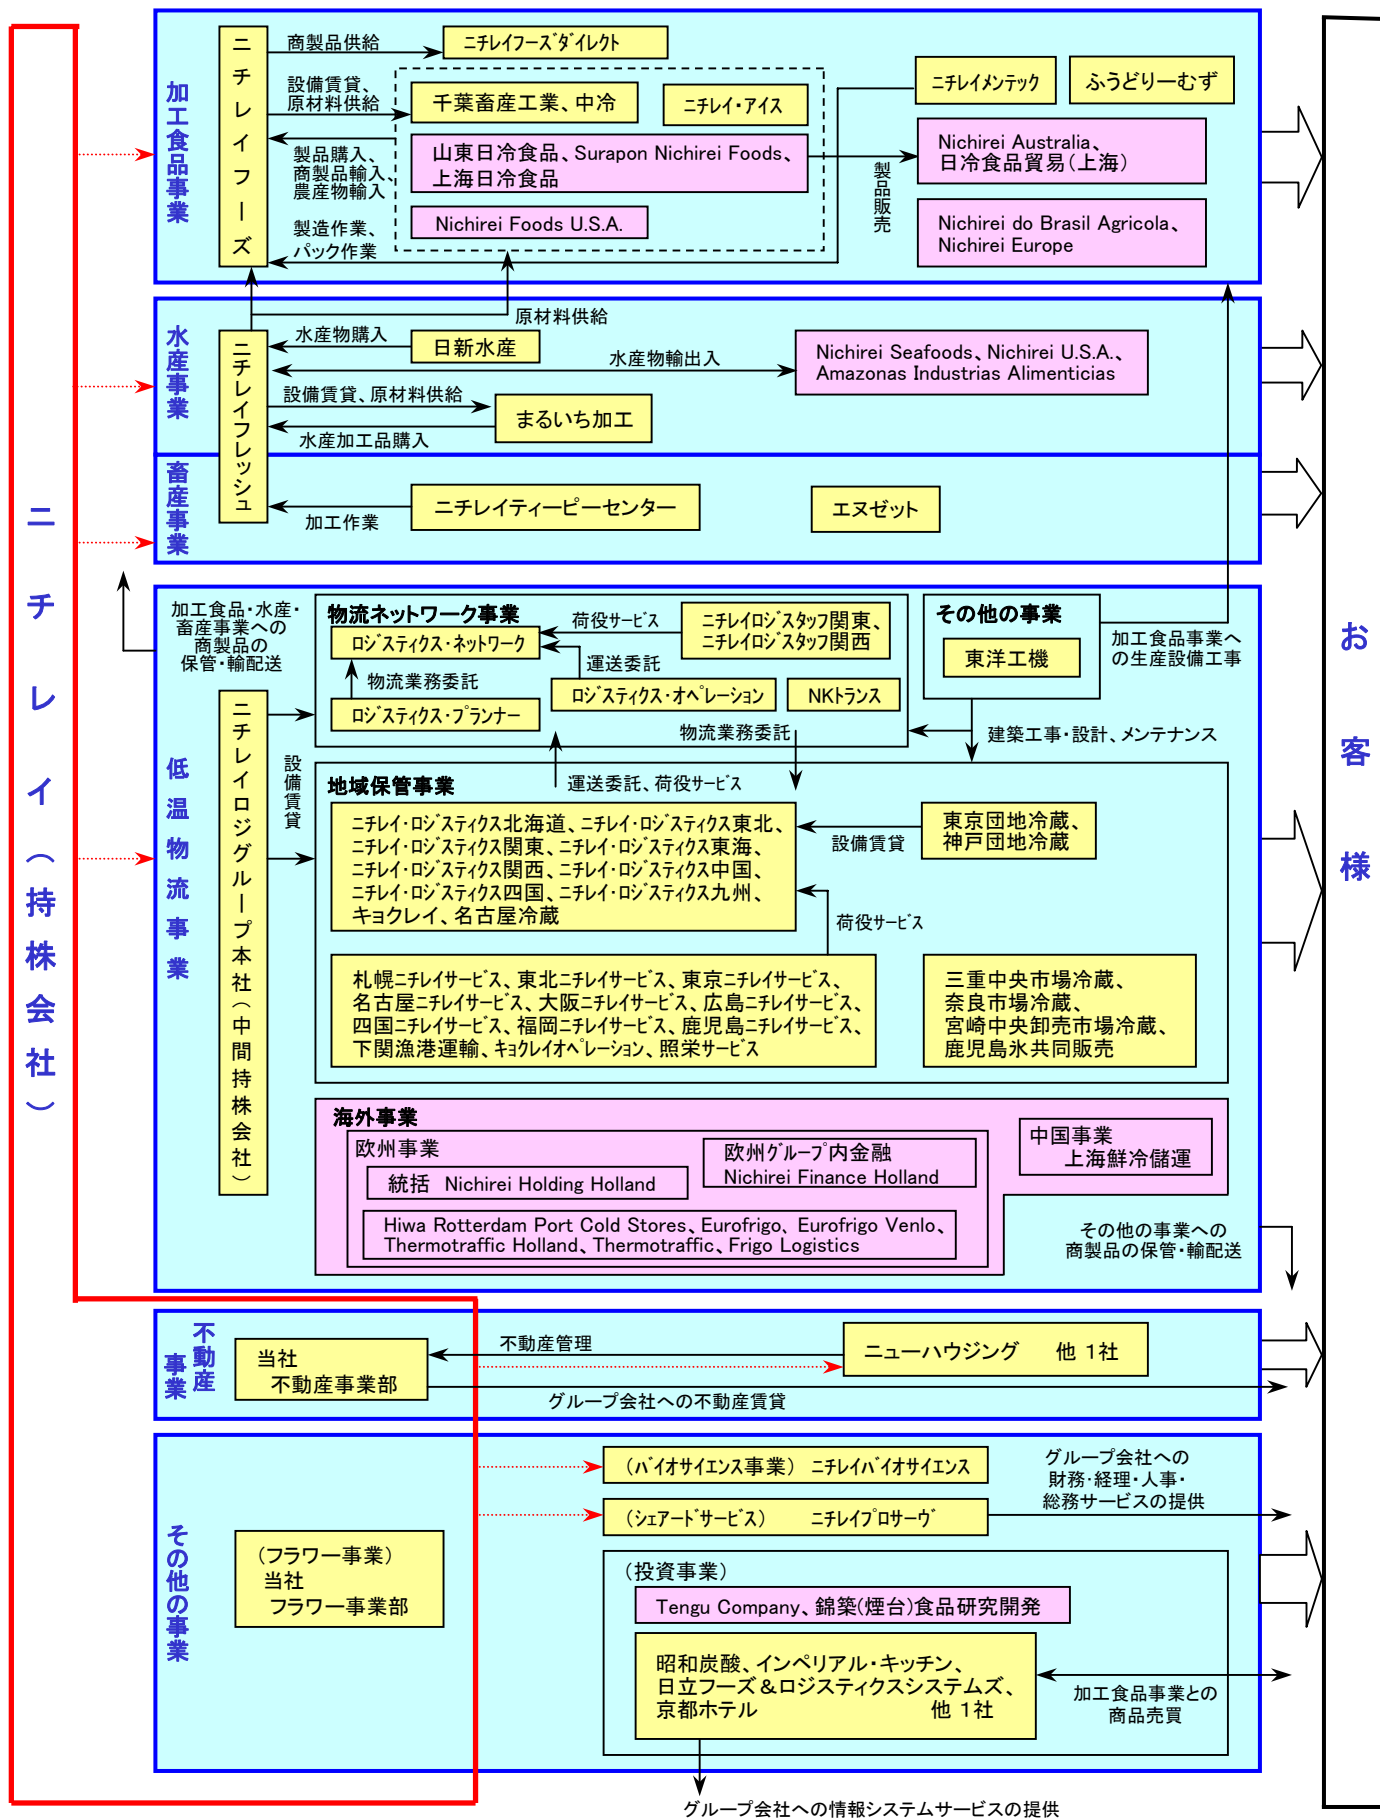 ニチレイ（持株会社）
お客様
加工食品事業
ニチレイフーズ
商製品供給
ニチレイフーズダイレクト
設備賃貸、
原材料供給
千葉畜産工業、中冷
ニチレイ・アイス
ニチレイメンテック
ふうどりーむず
製品購入、
商製品輸入、
農産物輸入
山東日冷食品、Surapon Nichirei Foods、
上海日冷食品
製品販売
Nichirei Australia、
日冷食品貿易（上海）
Nichirei Foods U.S.A.
Nichirei do Brasil Agricola、
Nichirei Europe
製造作業、
パック作業
原材料供給
水産事業
ニチレイフレッシュ
水産物購入
日新水産
水産物輸出入
Nichirei Seafoods、Nichirei U.S.A.、
Amazonas Industrias Alimenticias
設備賃貸、原材料供給
まるいち加工
水産加工品購入
畜産事業
加工作業
ニチレイティーピーセンター
エヌゼット
加工食品・水産・
畜産事業への
商製品の
保管・輸配送
低温物流事業
ニチレイロジグループ本社（中間持株会社）
設備賃貸
物流ネットワーク事業
ロジスティクス・ネットワーク
荷役サービス
ニチレイロジスタッフ関東、
ニチレイロジスタッフ関西
運送委託
物流業務委託
ロジスティクス・プランナー
ロジスティクス・オペレーション
NKトランス
その他の事業
東洋工機
加工食品事業へ
の生産設備工事
物流業務委託
建築工事・設計、メンテナンス
運送委託、荷役サービス
地域保管事業
ニチレイ・ロジスティクス北海道、ニチレイ・ロジスティクス東北、
ニチレイ・ロジスティクス関東、ニチレイ・ロジスティクス東海、
ニチレイ・ロジスティクス関西、ニチレイ・ロジスティクス中国、
ニチレイ・ロジスティクス四国、ニチレイ・ロジスティクス九州、
キョクレイ、名古屋冷蔵
設備賃貸
東京団地冷蔵、
神戸団地冷蔵
荷役サービス
札幌ニチレイサービス、東北ニチレイサービス、東京ニチレイサービス、
名古屋ニチレイサービス、大阪ニチレイサービス、広島ニチレイサービス、
四国ニチレイサービス、福岡ニチレイサービス、鹿児島ニチレイサービス、
下関漁港運輸、キョクレイオペレーション、照栄サービス
三重中央市場冷蔵、
奈良市場冷蔵、
宮崎中央卸売市場冷蔵、
鹿児島氷共同販売
海外事業
欧州事業
統括 Nichirei Holding Holland
欧州グループ内金融
Nichirei Finance Holland
中国事業
上海鮮冷儲運
Hiwa Rotterdam Port Cold Stores、Eurofrigo、Eurofrigo Venlo、
Thermotraffic Holland、Thermotraffic、Frigo Logistics
その他の事業への
商製品の保管・輸配送
不動産
事業
当社
不動産事業部
不動産管理
ニューハウジング 他 1社
グループ会社への不動産賃貸
その他の事業
（フラワー事業）
当社
フラワー事業部
（バイオサイエンス事業） ニチレイバイオサイエンス
（シェアードサービス） ニチレイプロサーヴ
グループ会社への
財務・経理・人事・
総務サービスの提供
（投資事業）
Tengu Company、錦築(煙台)食品研究開発
昭和炭酸、インペリアル・キッチン、
日立フーズ＆ロジスティクスシステムズ、
京都ホテル 他 1社
加工食品事業との
商品売買
グループ会社への情報システムサービスの提供